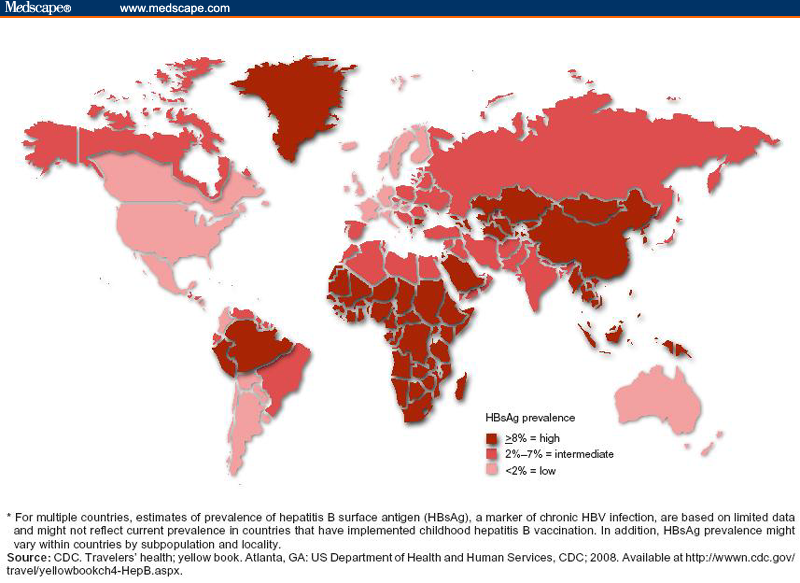 Medscape® www.medscape.com
HBsAg prevalence
≥8% = high
2%–7% = intermediate
<2% = low
* For multiple countries, estimates of prevalence of hepatitis B surface antigen (HBsAg), a marker of chronic HBV infection, are based on limited data
and might not reflect current prevalence in countries that have implemented childhood hepatitis B vaccination. In addition, HBsAg prevalence might
vary within countries by subpopulation and locality.
Source: CDC. Travelers' health; yellow book. Atlanta, GA: US Department of Health and Human Services, CDC; 2008. Available at http://wwwn.cdc.gov/
travel/yellowbookch4-HepB.aspx.